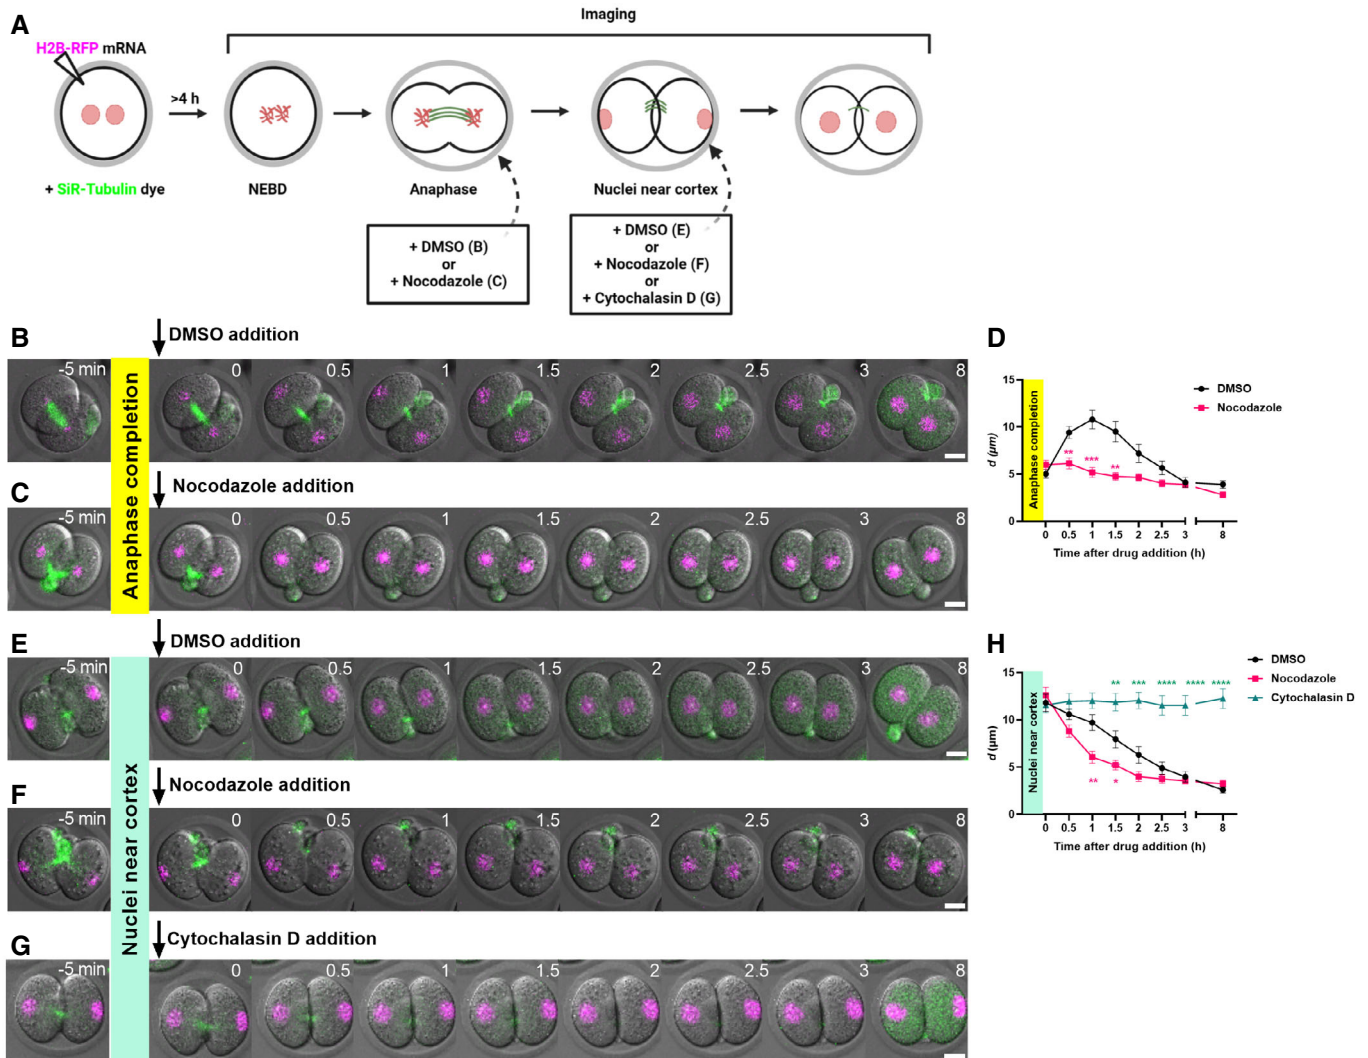 A
Imaging
H2B-RFP mRNA
>4 h
+ SiR-Tubulin dye
NEBD
Anaphase
Nuclei near cortex
+ DMSO (B)
or
+ Nocodazole (C)
+ DMSO (E)
or
+ Nocodazole (F)
or
+ Cytochalasin D (G)
B
DMSO addition
-5 min 0 0.5 1 1.5 2 2.5 3 8
Anaphase completion
C
Nocodazole addition
-5 min 0 0.5 1 1.5 2 2.5 3 8
D
15
10
5
0
d (µm)
Anaphase completion
DMSO
Nocodazole
** *** **
0 0.5 1 1.5 2 2.5 3 8
Time after drug addition (h)
E
DMSO addition
-5 min 0 0.5 1 1.5 2 2.5 3 8
Nuclei near cortex
F
Nocodazole addition
-5 min 0 0.5 1 1.5 2 2.5 3 8
G
Cytochalasin D addition
-5 min 0 0.5 1 1.5 2 2.5 3 8
H
15
10
5
0
d (µm)
Nuclei near cortex
DMSO
Nocodazole
Cytochalasin D
** *** **** **** ****
** *
0 0.5 1 1.5 2 2.5 3 8
Time after drug addition (h)